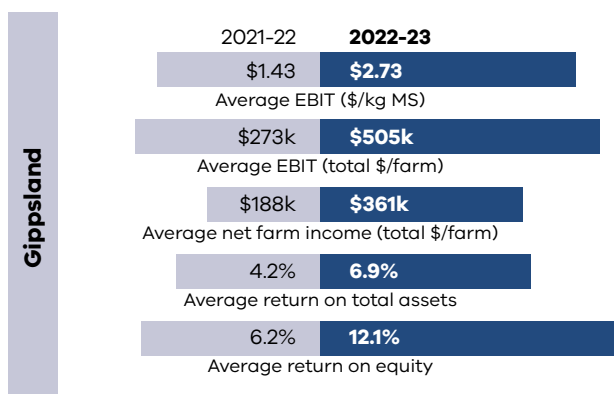 Gippsland
2021-22 2022-23
$1.43 $2.73
Average EBIT ($/kg MS)
$273k $505k
Average EBIT (total $/farm)
$188k $361k
Average net farm income (total $/farm)
4.2% 6.9%
Average return on total assets
6.2% 12.1%
Average return on equity